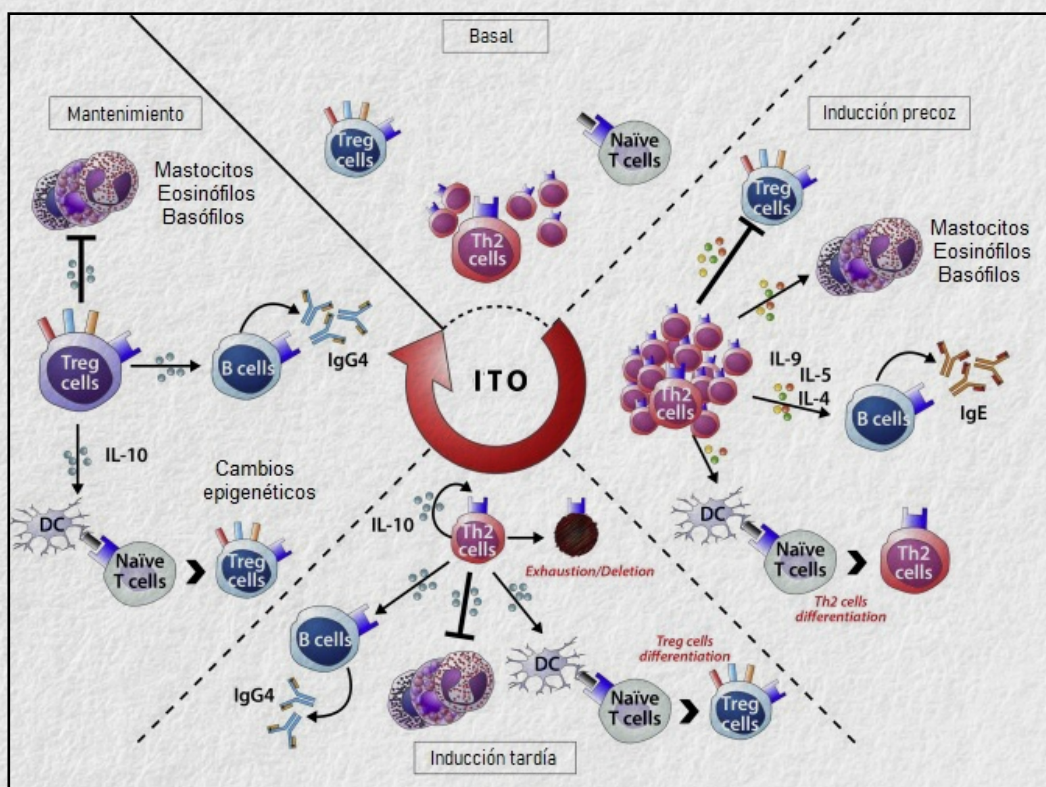 Basal
Treg
cells
Naïve
T cells
Th2
cells
Inducción precoz
Treg
cells
Mastocitos
Eosinófilos
Basófilos
Th2
cells
IL-9
IL-5
IL-4
B cells
IgE
DC
Naïve
T cells
Th2
cells
Th2 cells
differentiation
ITO
Inducción tardía
IL-10
Th2
cells
Exhaustion/Deletion
B cells
IgG4
DC
Treg cells
differentiation
Naïve
T cells
Treg
cells
Mantenimiento
Mastocitos
Eosinófilos
Basófilos
Treg
cells
B cells
IgG4
IL-10
Cambios
epigenéticos
DC
Naïve
T cells
Treg
cells